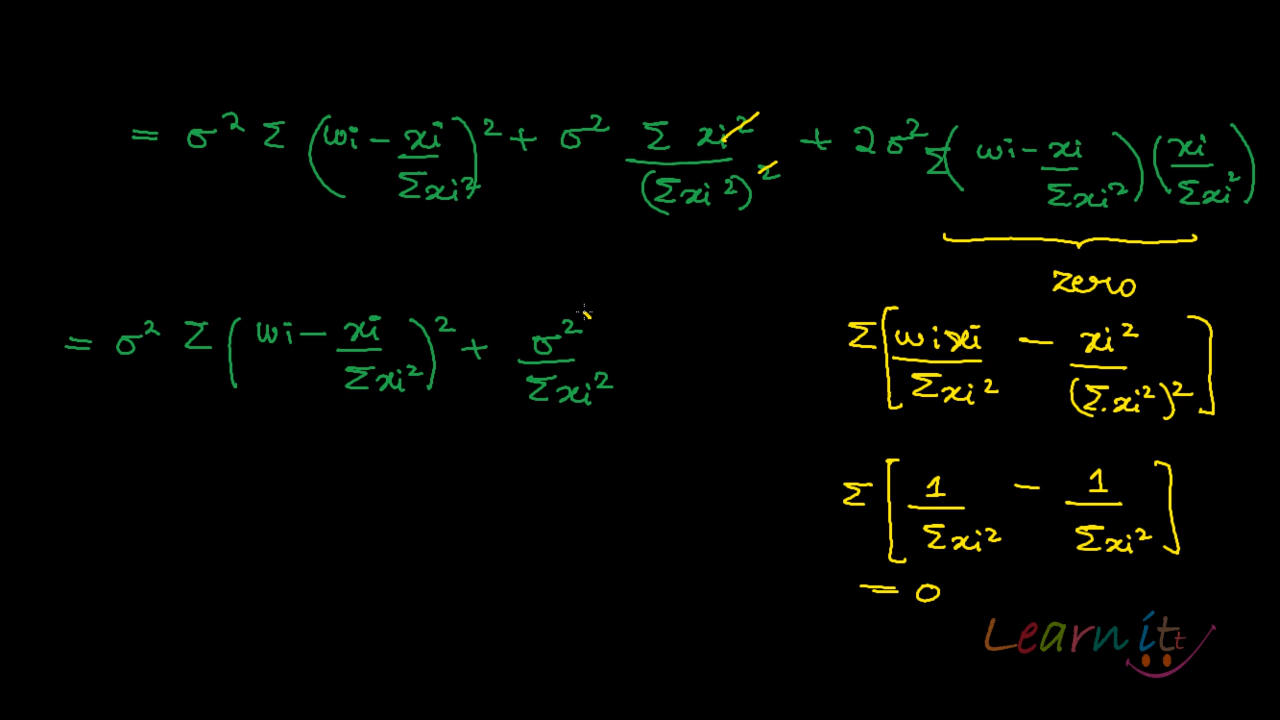 = σ² Σ (wi − xi/Σxi²)² + σ² Σ xi²/(Σxi²)² + 2σ² Σ(wi − xi/Σxi²)(xi/Σxi²)
zero
= σ² Σ (wi − xi/Σxi²)² + σ²/Σxi²
Σ[wixi/Σxi² − xi²/(Σxi²)²]
Σ[1/Σxi² − 1/Σxi²]
= 0
Learnitt